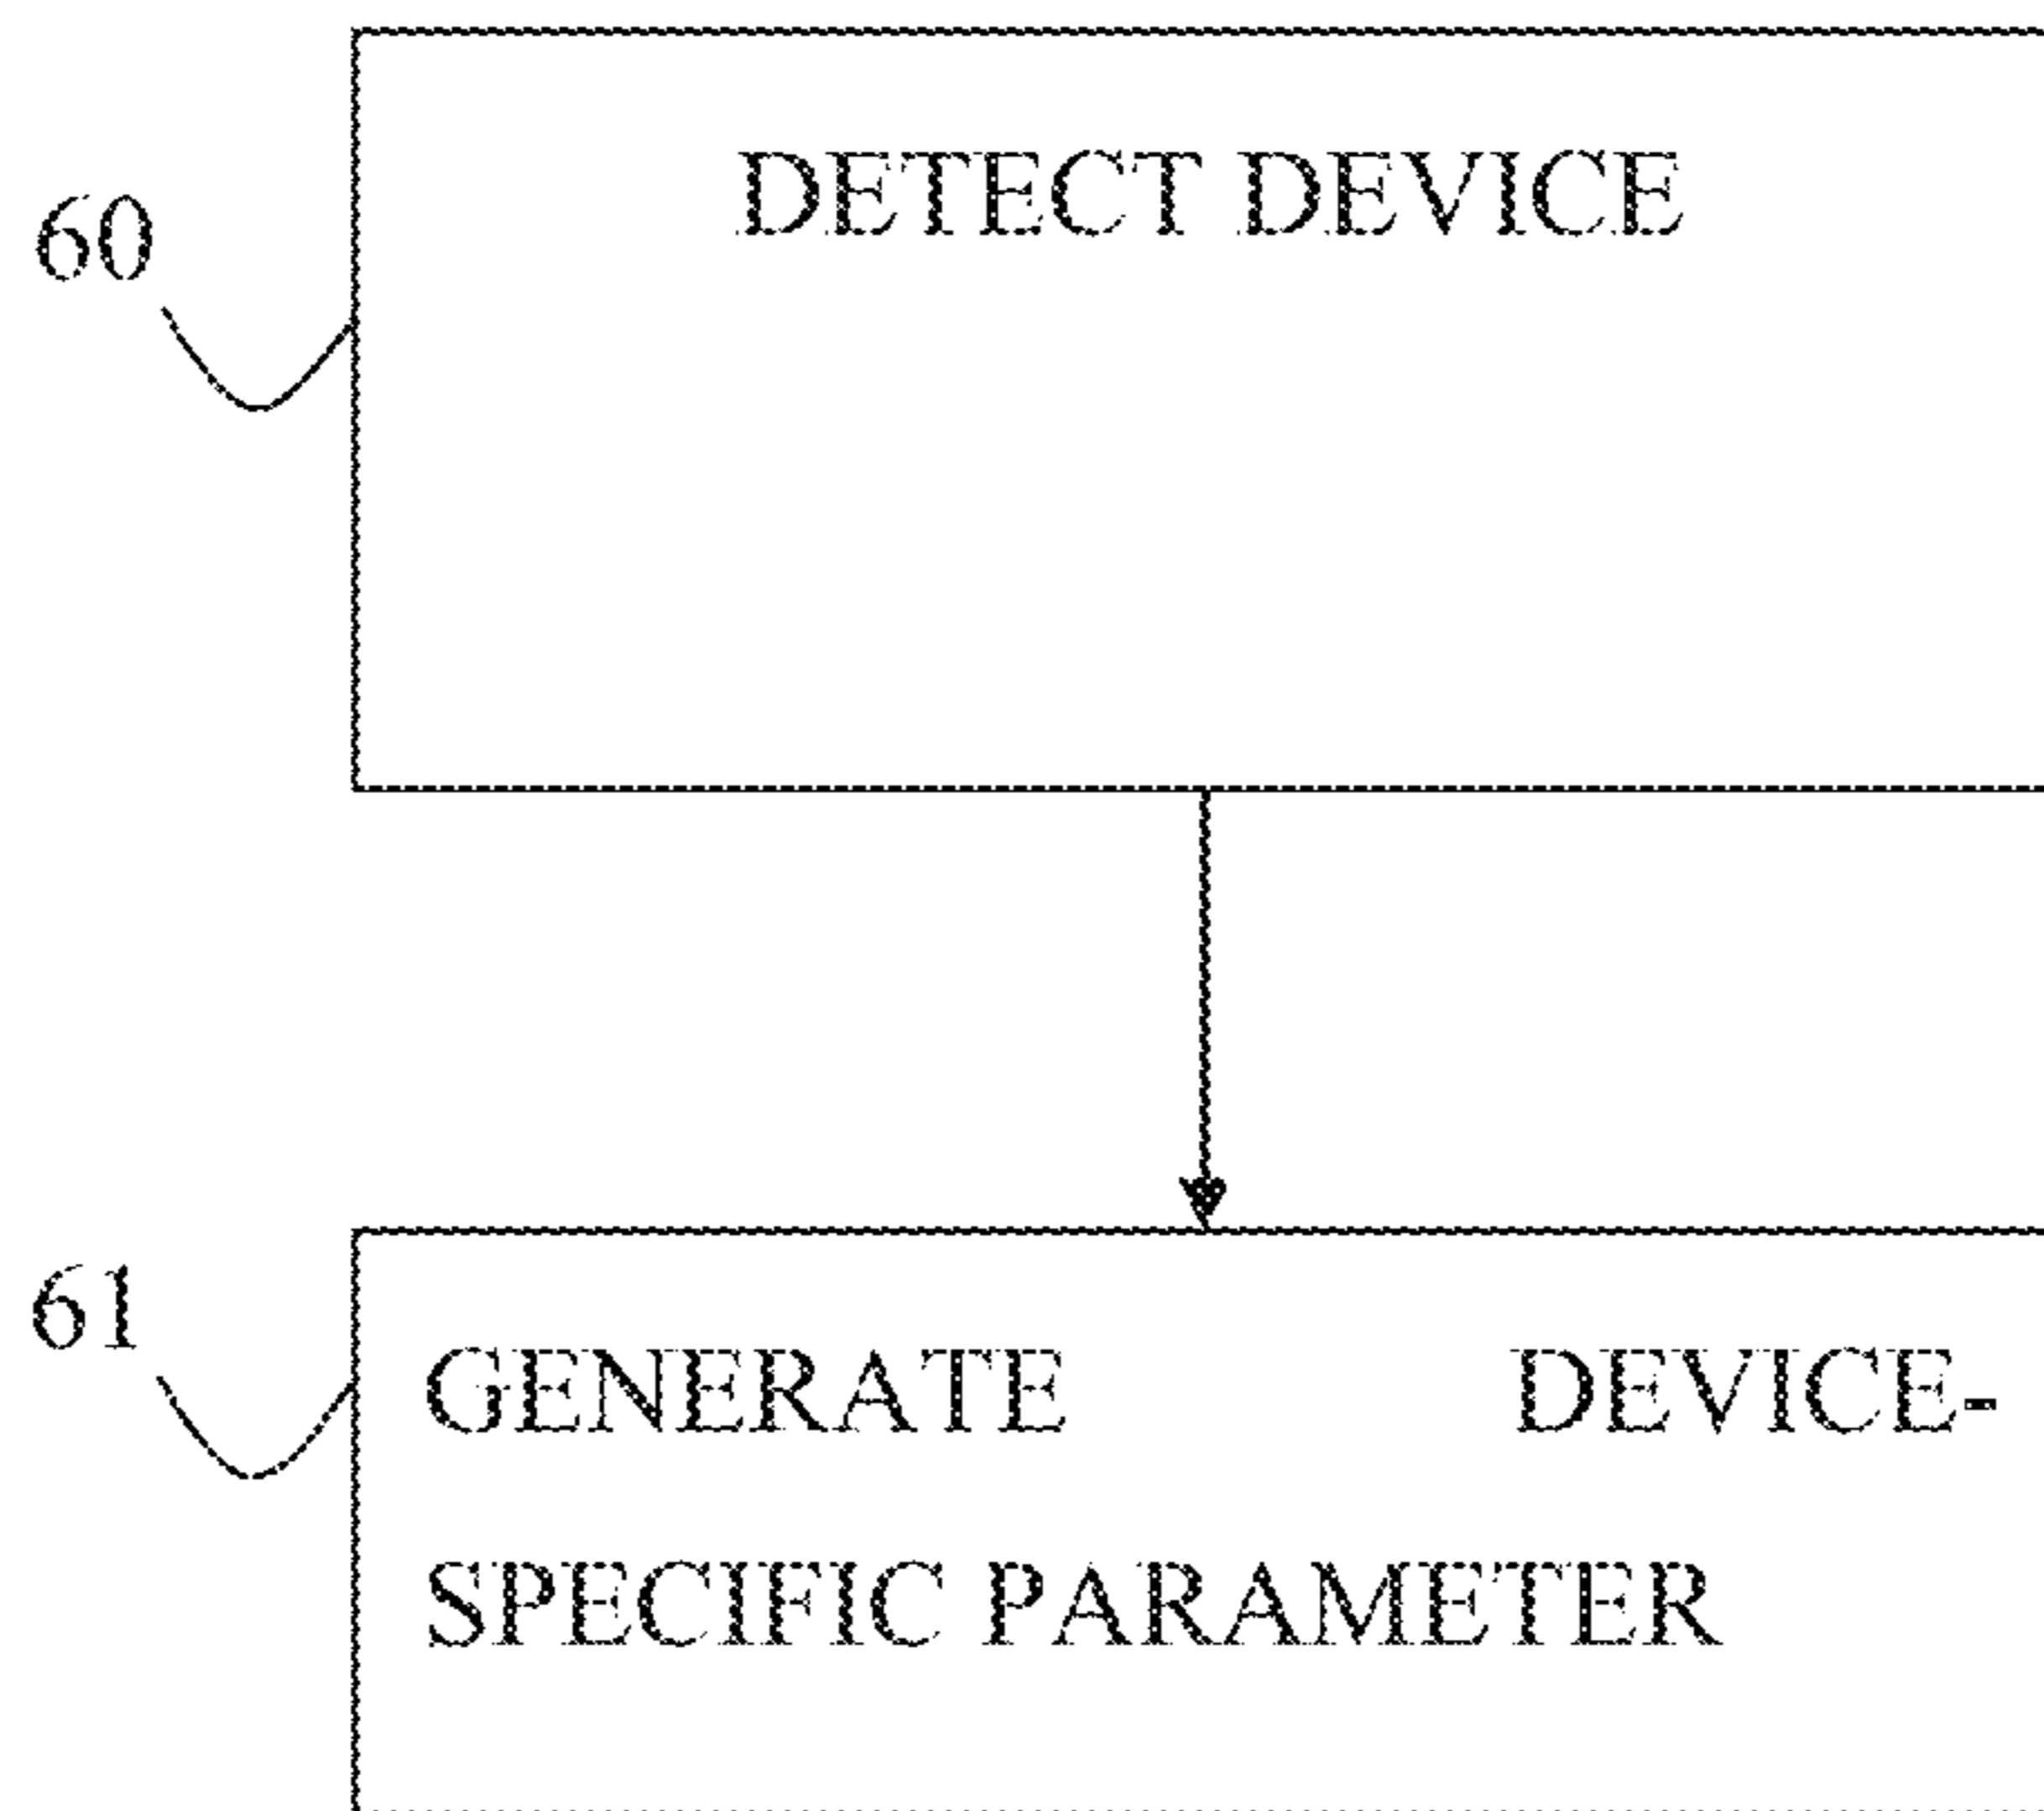 60
DETECT DEVICE
61
GENERATE DEVICE-
SPECIFIC PARAMETER